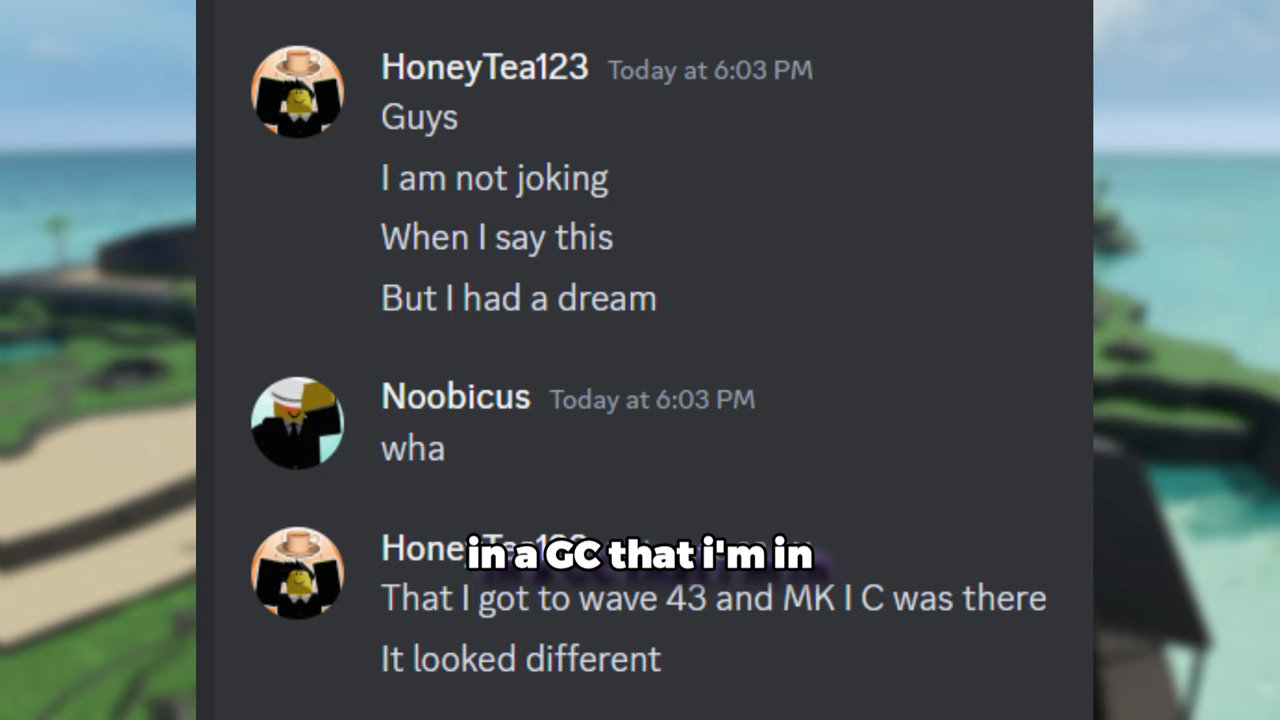 HoneyTea123 Today at 6:03 PM
Guys
I am not joking
When I say this
But I had a dream
Noobicus Today at 6:03 PM
wha
in a GC that i'm in
That I got to wave 43 and MK I C was there
It looked different